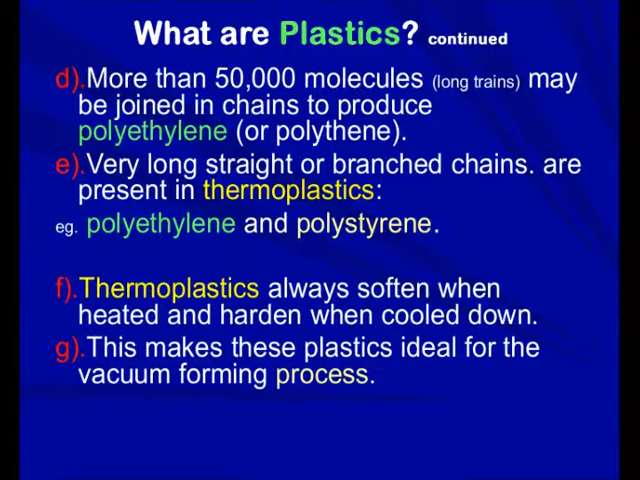 What are Plastics? continued
d).More than 50,000 molecules (long trains) may
be joined in chains to produce
polyethylene (or polythene).
e).Very long straight or branched chains. are
present in thermoplastics:
eg. polyethylene and polystyrene.
f).Thermoplastics always soften when
heated and harden when cooled down.
g).This makes these plastics ideal for the
vacuum forming process.